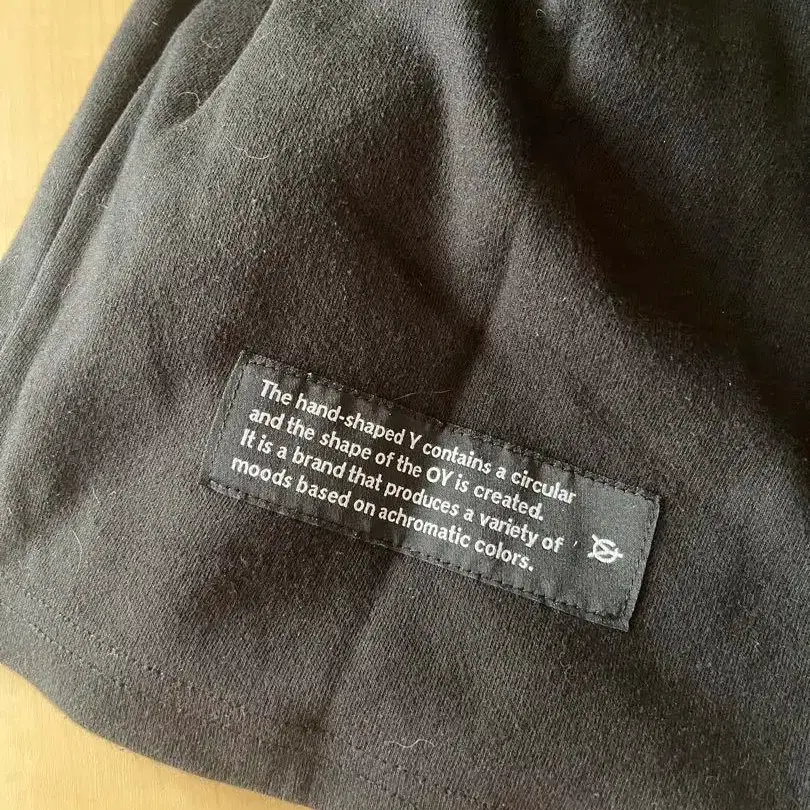 The hand-shaped Y contains a circular
and the shape of the OY is created.
It is a brand that produces a variety of
moods based on achromatic colors.